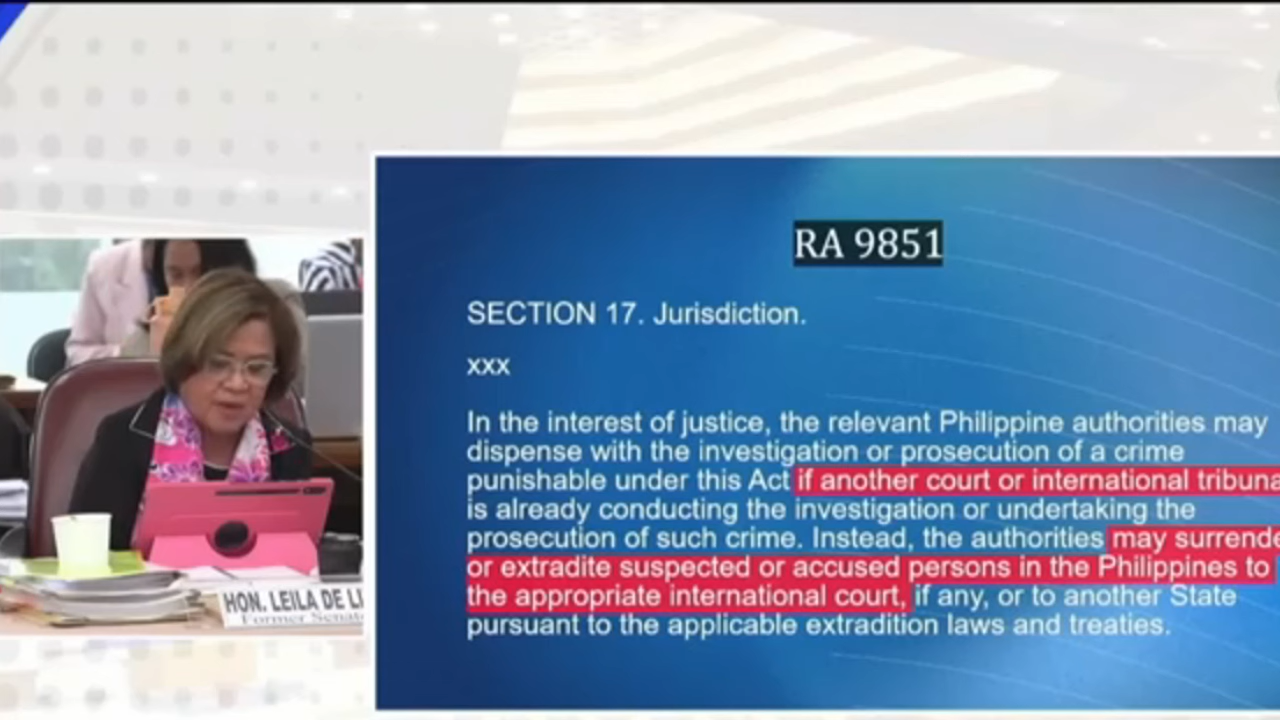 RA 9851
SECTION 17. Jurisdiction.
xxx
In the interest of justice, the relevant Philippine authorities may
dispense with the investigation or prosecution of a crime
punishable under this Act if another court or international tribuna
is already conducting the investigation or undertaking the
prosecution of such crime. Instead, the authorities may surrende
or extradite suspected or accused persons in the Philippines to
the appropriate international court, if any, or to another State
pursuant to the applicable extradition laws and treaties.
HON. LEILA DE LI
Former Senato